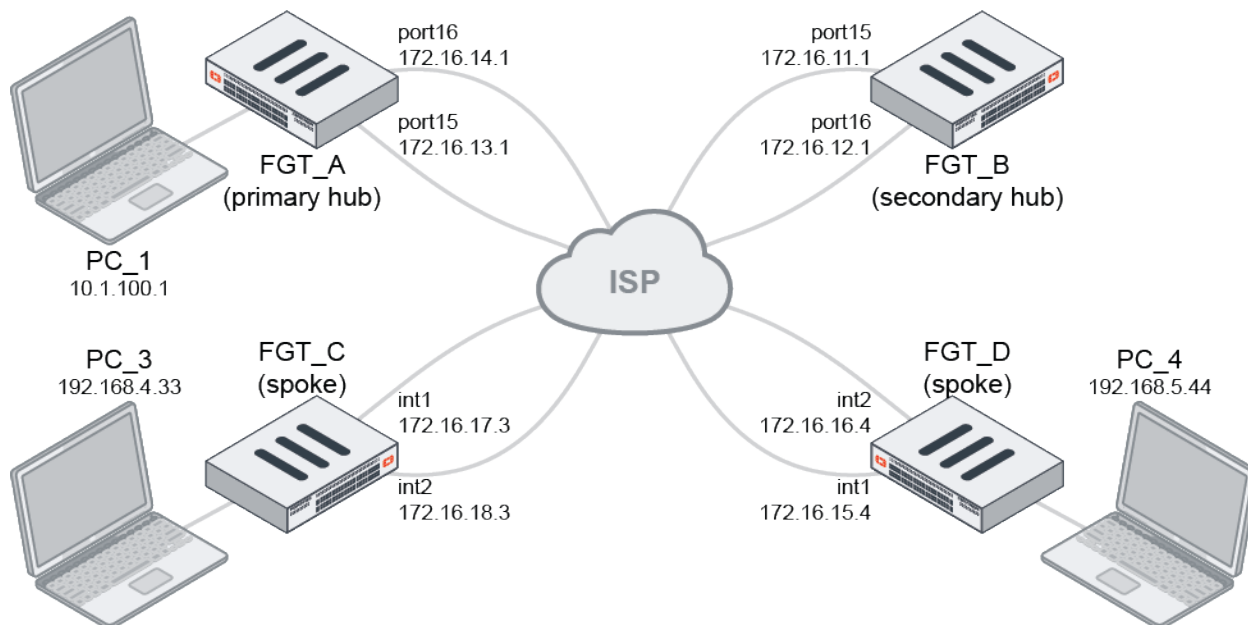 port16
172.16.14.1
port15
172.16.13.1
FGT_A
(primary hub)
PC_1
10.1.100.1
port15
172.16.11.1
port16
172.16.12.1
FGT_B
(secondary hub)
ISP
PC_3
192.168.4.33
FGT_C
(spoke)
int1
172.16.17.3
int2
172.16.18.3
FGT_D
(spoke)
int2
172.16.16.4
int1
172.16.15.4
PC_4
192.168.5.44